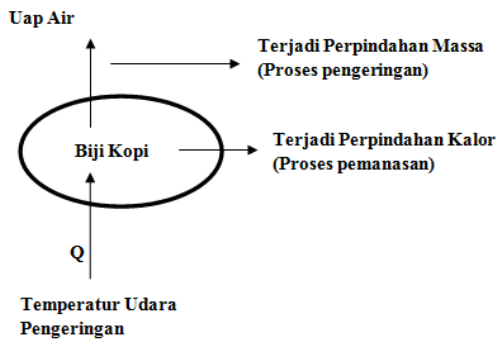 Uap Air
Terjadi Perpindahan Massa
(Proses pengeringan)
Biji Kopi
Terjadi Perpindahan Kalor
(Proses pemanasan)
Q
Temperatur Udara
Pengeringan